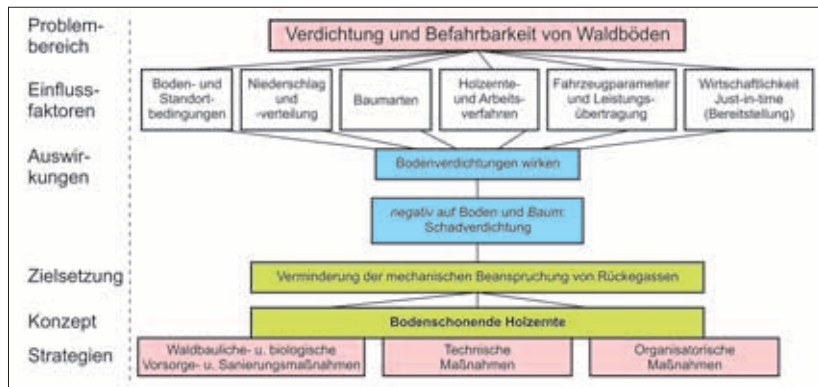 Problem-
bereich
Verdichtung und Befahrbarkeit von Waldböden
Einfluss-
faktoren
Boden- und
Standort-
bedingungen
Niederschlag
und
-verteilung
Baumarten
Holzernte-
und Arbeits-
verfahren
Fahrzeugparameter
und Leistungs-
übertragung
Wirtschaftlichkeit
Just-in-time
(Bereitstellung)
Auswir-
kungen
Bodenverdichtungen wirken
negativ auf Boden und Baum:
Schadverdichtung
Zielsetzung
Verminderung der mechanischen Beanspruchung von Rückegassen
Konzept
Bodenschonende Holzernte
Strategien
Waldbauliche- u. biologische
Vorsorge- u. Sanierungsmaßnahmen
Technische
Maßnahmen
Organisatorische
Maßnahmen